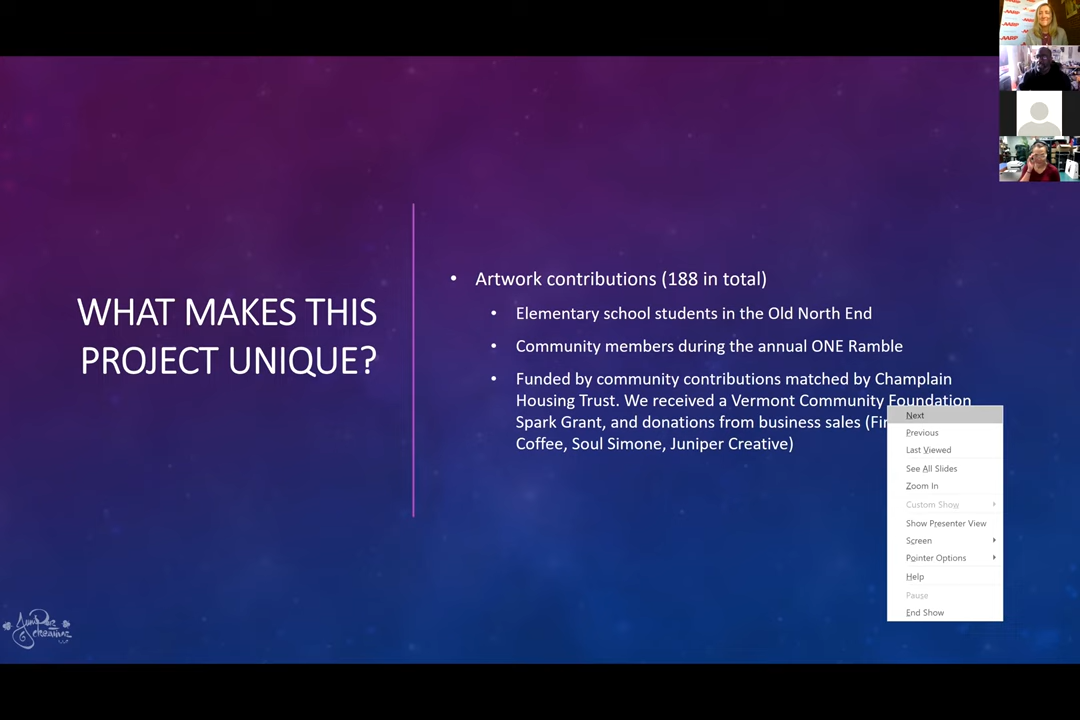 AARP
WHAT MAKES THIS
PROJECT UNIQUE?
• Artwork contributions (188 in total)
• Elementary school students in the Old North End
• Community members during the annual ONE Ramble
• Funded by community contributions matched by Champlain
Housing Trust. We received a Vermont Community Foundation
Spark Grant, and donations from business sales
Coffee, Soul Simone, Juniper Creative)
Next
Previous
Last Viewed
See All Slides
Zoom In
Custom Show
Show Presenter View
Screen
Pointer Options
Help
Pause
End Show
Juniper
Creative